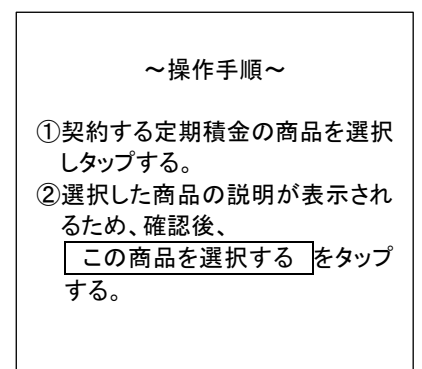 ～操作手順～
①契約する定期積金の商品を選択
しタップする。
②選択した商品の説明が表示され
るため、確認後、
この商品を選択する をタップ
する。